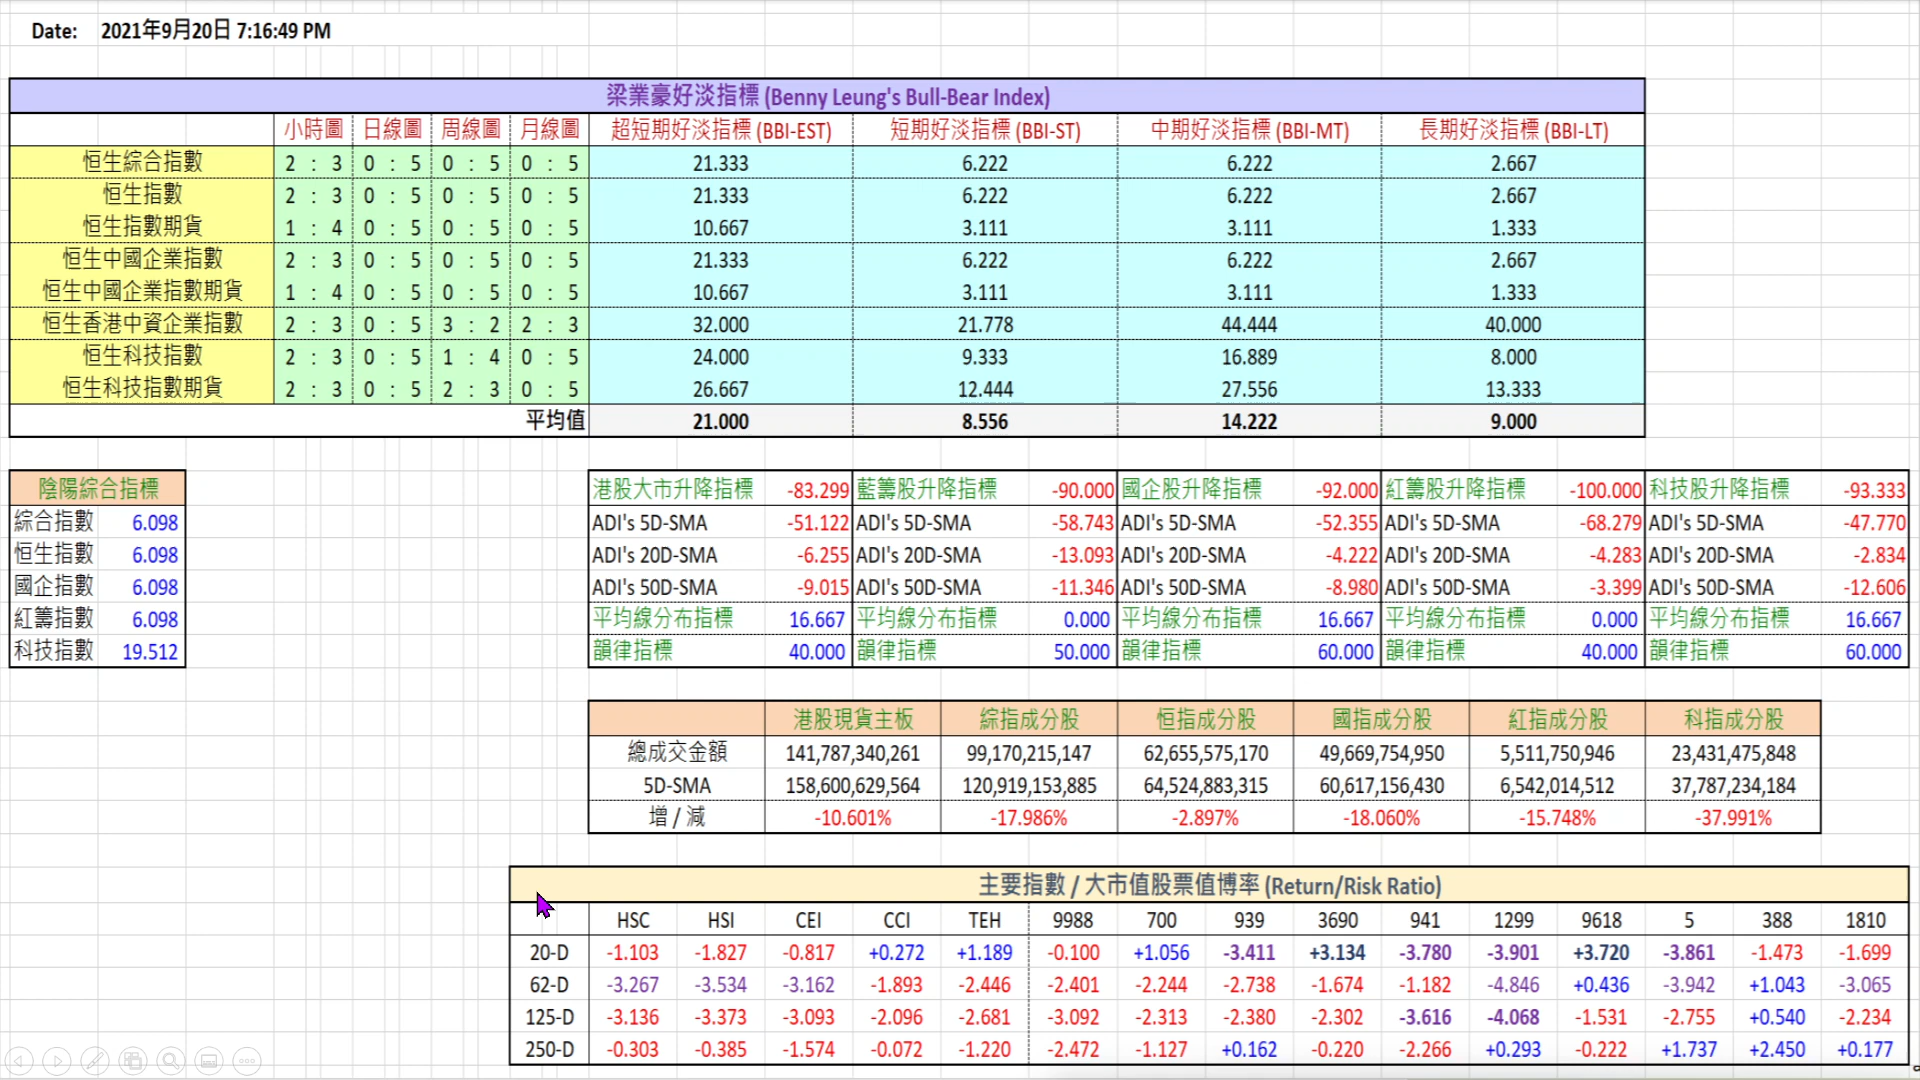 Date: 2021年9月20日 7:16:49 PM
梁業豪好淡指標 (Benny Leung's Bull-Bear Index)
小時圖 日線圖 周線圖 月線圖 超短期好淡指標 (BBI-EST) 短期好淡指標 (BBI-ST) 中期好淡指標 (BBI-MT) 長期好淡指標 (BBI-LT)
恒生綜合指數 2 : 3 0 : 5 0 : 5 0 : 5 21.333 6.222 6.222 2.667
恒生指數 2 : 3 0 : 5 0 : 5 0 : 5 21.333 6.222 6.222 2.667
恒生指數期貨 1 : 4 0 : 5 0 : 5 0 : 5 10.667 3.111 3.111 1.333
恒生中國企業指數 2 : 3 0 : 5 0 : 5 0 : 5 21.333 6.222 6.222 2.667
恒生中國企業指數期貨 1 : 4 0 : 5 0 : 5 0 : 5 10.667 3.111 3.111 1.333
恒生香港中資企業指數 2 : 3 0 : 5 3 : 2 2 : 3 32.000 21.778 44.444 40.000
恒生科技指數 2 : 3 0 : 5 1 : 4 0 : 5 24.000 9.333 16.889 8.000
恒生科技指數期貨 2 : 3 0 : 5 2 : 3 0 : 5 26.667 12.444 27.556 13.333
平均值 21.000 8.556 14.222 9.000
陰陽綜合指標
綜合指數 6.098
恒生指數 6.098
國企指數 6.098
紅籌指數 6.098
科技指數 19.512
港股大市升降指標 -83.299 藍籌股升降指標 -90.000 國企股升降指標 -92.000 紅籌股升降指標 -100.000 科技股升降指標 -93.333
ADI's 5D-SMA -51.122 ADI's 5D-SMA -58.743 ADI's 5D-SMA -52.355 ADI's 5D-SMA -68.279 ADI's 5D-SMA -47.770
ADI's 20D-SMA -6.255 ADI's 20D-SMA -13.093 ADI's 20D-SMA -4.222 ADI's 20D-SMA -4.283 ADI's 20D-SMA -2.834
ADI's 50D-SMA -9.015 ADI's 50D-SMA -11.346 ADI's 50D-SMA -8.980 ADI's 50D-SMA -3.399 ADI's 50D-SMA -12.606
平均線分布指標 16.667 平均線分布指標 0.000 平均線分布指標 16.667 平均線分布指標 0.000 平均線分布指標 16.667
韻律指標 40.000 韻律指標 50.000 韻律指標 60.000 韻律指標 40.000 韻律指標 60.000
港股現貨主板 綜指成分股 恒指成分股 國指成分股 紅指成分股 科指成分股
總成交金額 141,787,340,261 99,170,215,147 62,655,575,170 49,669,754,950 5,511,750,946 23,431,475,848
5D-SMA 158,600,629,564 120,919,153,885 64,524,883,315 60,617,156,430 6,542,014,512 37,787,234,184
增 / 減 -10.601% -17.986% -2.897% -18.060% -15.748% -37.991%
主要指數 / 大市值股票值博率 (Return/Risk Ratio)
HSC HSI CEI CCI TEH 9988 700 939 3690 941 1299 9618 5 388 1810
20-D -1.103 -1.827 -0.817 +0.272 +1.189 -0.100 +1.056 -3.411 +3.134 -3.780 -3.901 +3.720 -3.861 -1.473 -1.699
62-D -3.267 -3.534 -3.162 -1.893 -2.446 -2.401 -2.244 -2.738 -1.674 -1.182 -4.846 +0.436 -3.942 +1.043 -3.065
125-D -3.136 -3.373 -3.093 -2.096 -2.681 -3.092 -2.313 -2.380 -2.302 -3.616 -4.068 -1.531 -2.755 +0.540 -2.234
250-D -0.303 -0.385 -1.574 -0.072 -1.220 -2.472 -1.127 +0.162 -0.220 -2.266 +0.293 -0.222 +1.737 +2.450 +0.177